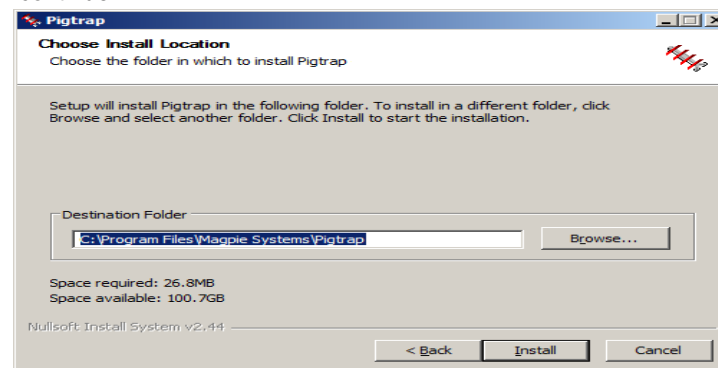 Pigtrap
Choose Install Location
Choose the folder in which to install Pigtrap
Setup will install Pigtrap in the following folder. To install in a different folder, click
Browse and select another folder. Click Install to start the installation.
Destination Folder
C:\Program Files\Magpie Systems\Pigtrap
Browse...
Space required: 26.8MB
Space available: 100.7GB
Nullsoft Install System v2.44
< Back
Install
Cancel